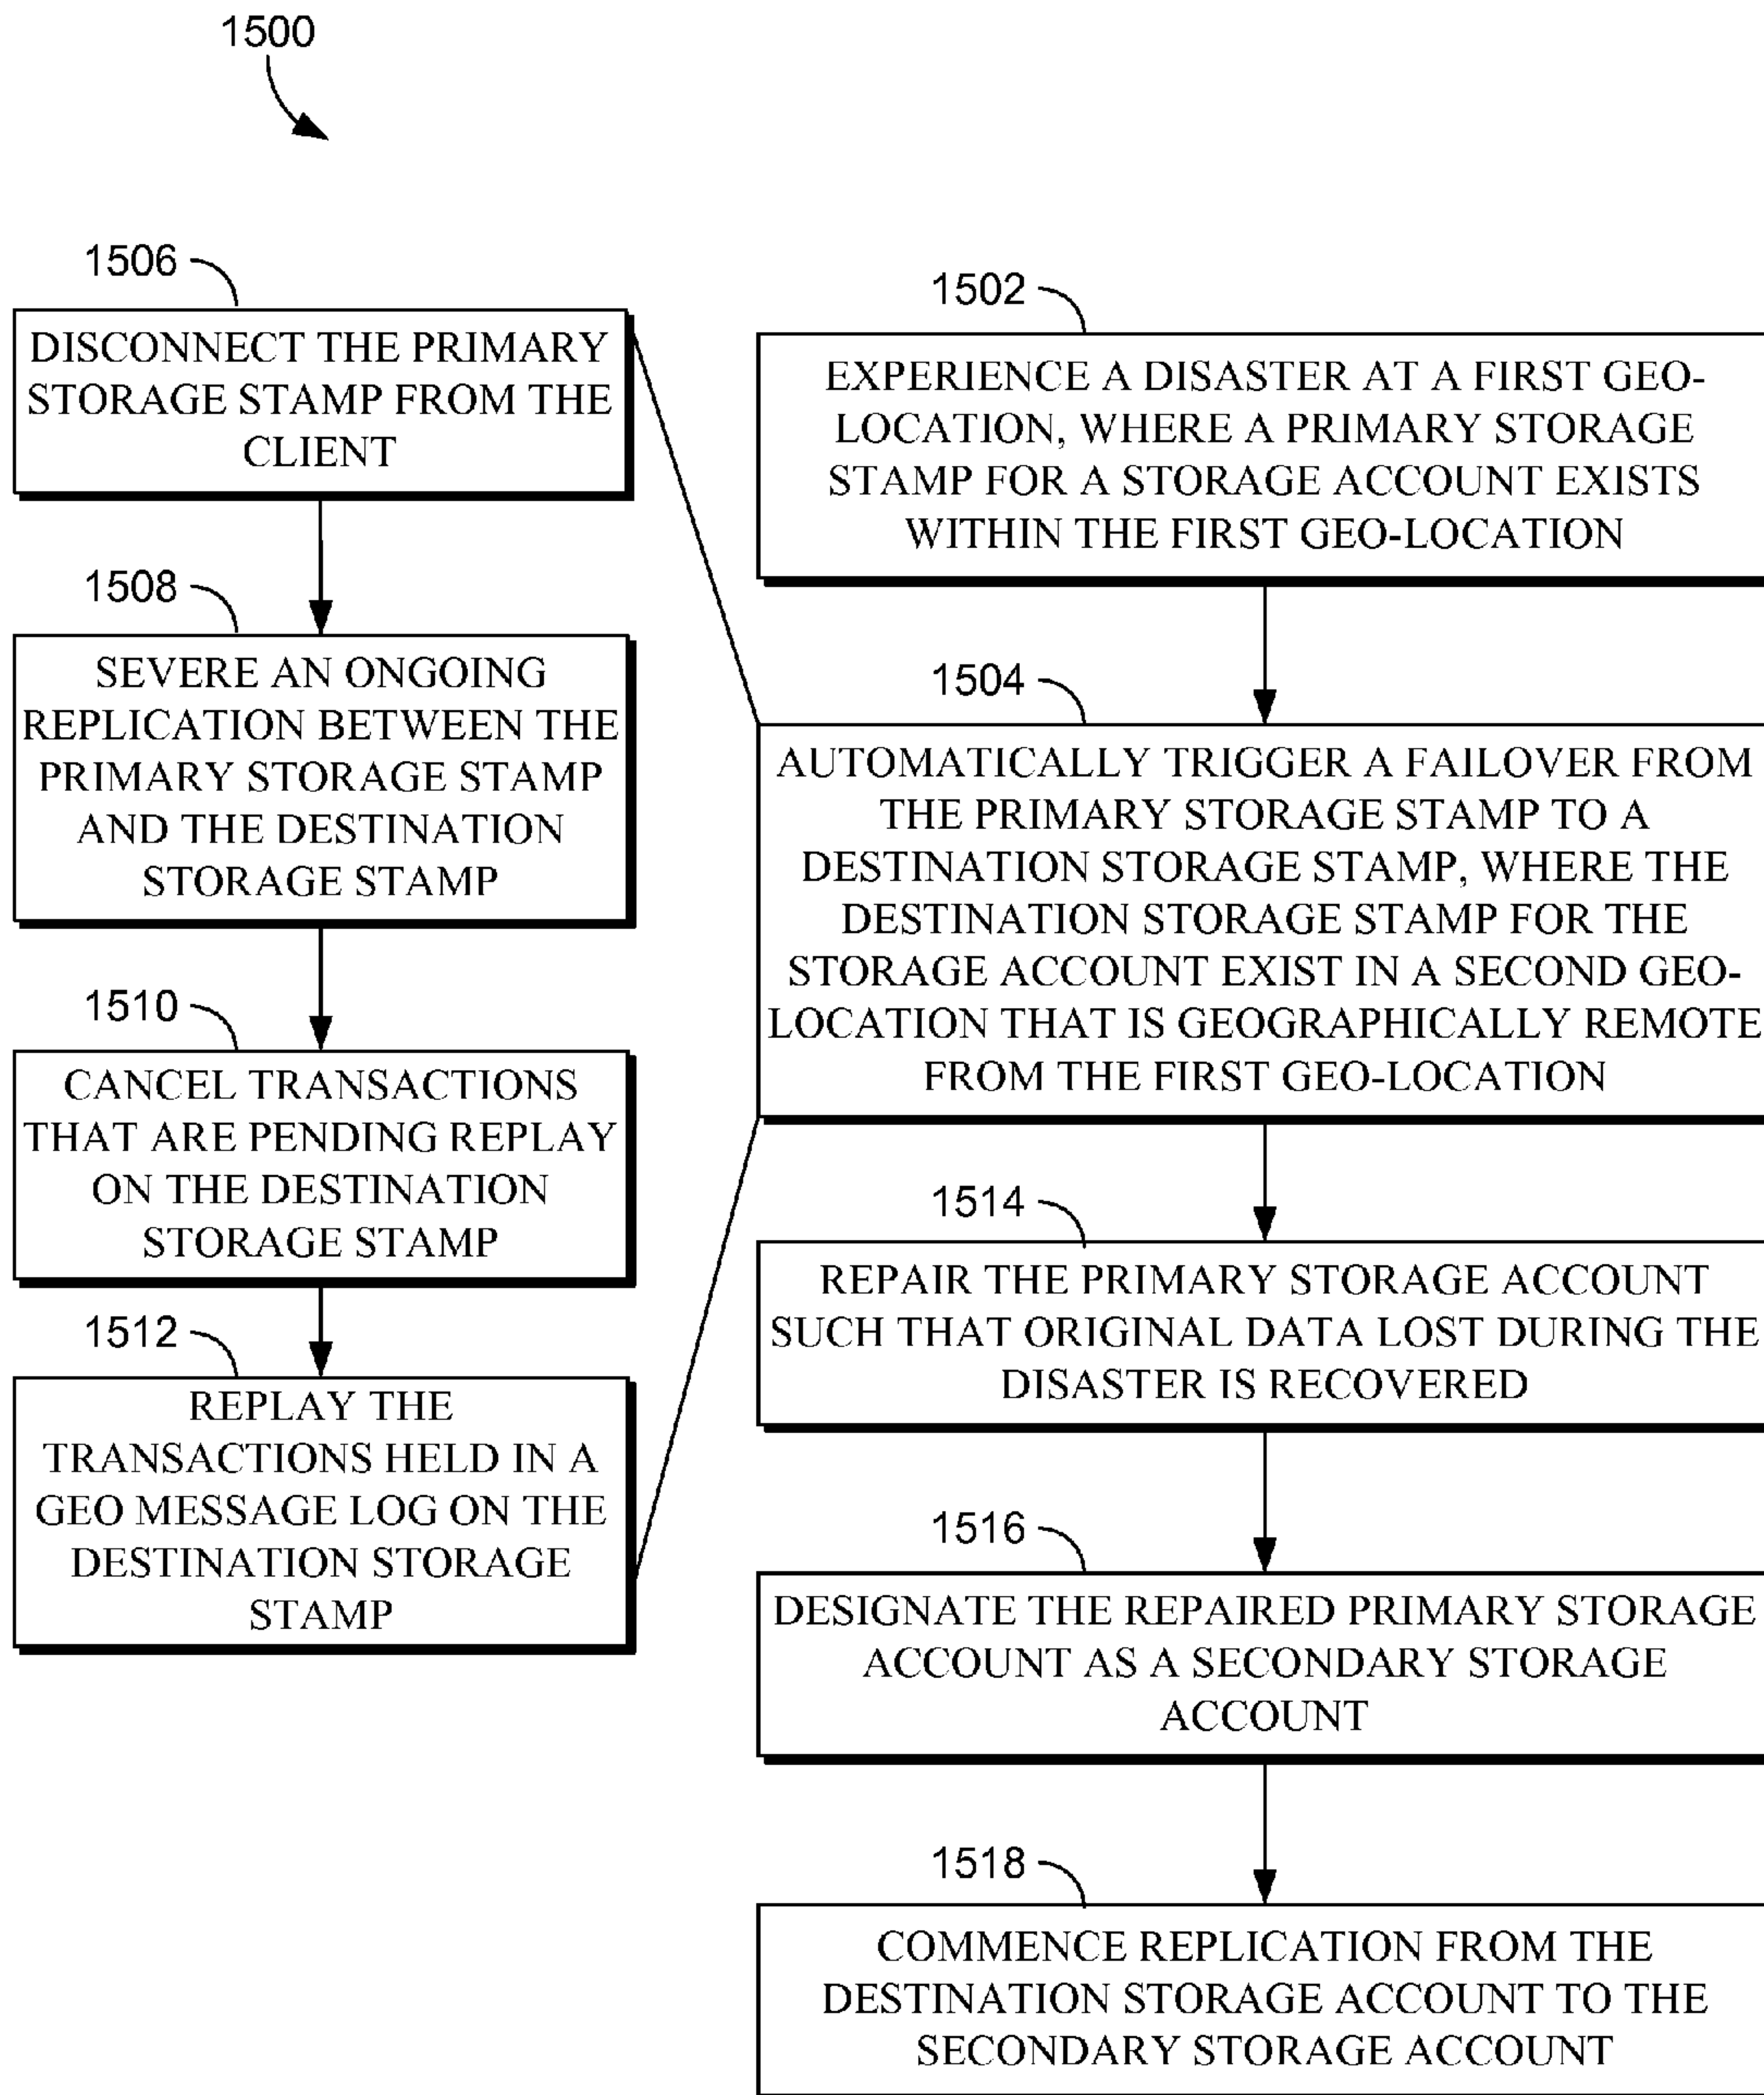 1500
1506
DISCONNECT THE PRIMARY
STORAGE STAMP FROM THE
CLIENT
1508
SEVERE AN ONGOING
REPLICATION BETWEEN THE
PRIMARY STORAGE STAMP
AND THE DESTINATION
STORAGE STAMP
1510
CANCEL TRANSACTIONS
THAT ARE PENDING REPLAY
ON THE DESTINATION
STORAGE STAMP
1512
REPLAY THE
TRANSACTIONS HELD IN A
GEO MESSAGE LOG ON THE
DESTINATION STORAGE
STAMP
1502
EXPERIENCE A DISASTER AT A FIRST GEO-
LOCATION, WHERE A PRIMARY STORAGE
STAMP FOR A STORAGE ACCOUNT EXISTS
WITHIN THE FIRST GEO-LOCATION
1504
AUTOMATICALLY TRIGGER A FAILOVER FROM
THE PRIMARY STORAGE STAMP TO A
DESTINATION STORAGE STAMP, WHERE THE
DESTINATION STORAGE STAMP FOR THE
STORAGE ACCOUNT EXIST IN A SECOND GEO-
LOCATION THAT IS GEOGRAPHICALLY REMOTE
FROM THE FIRST GEO-LOCATION
1514
REPAIR THE PRIMARY STORAGE ACCOUNT
SUCH THAT ORIGINAL DATA LOST DURING THE
DISASTER IS RECOVERED
1516
DESIGNATE THE REPAIRED PRIMARY STORAGE
ACCOUNT AS A SECONDARY STORAGE
ACCOUNT
1518
COMMENCE REPLICATION FROM THE
DESTINATION STORAGE ACCOUNT TO THE
SECONDARY STORAGE ACCOUNT